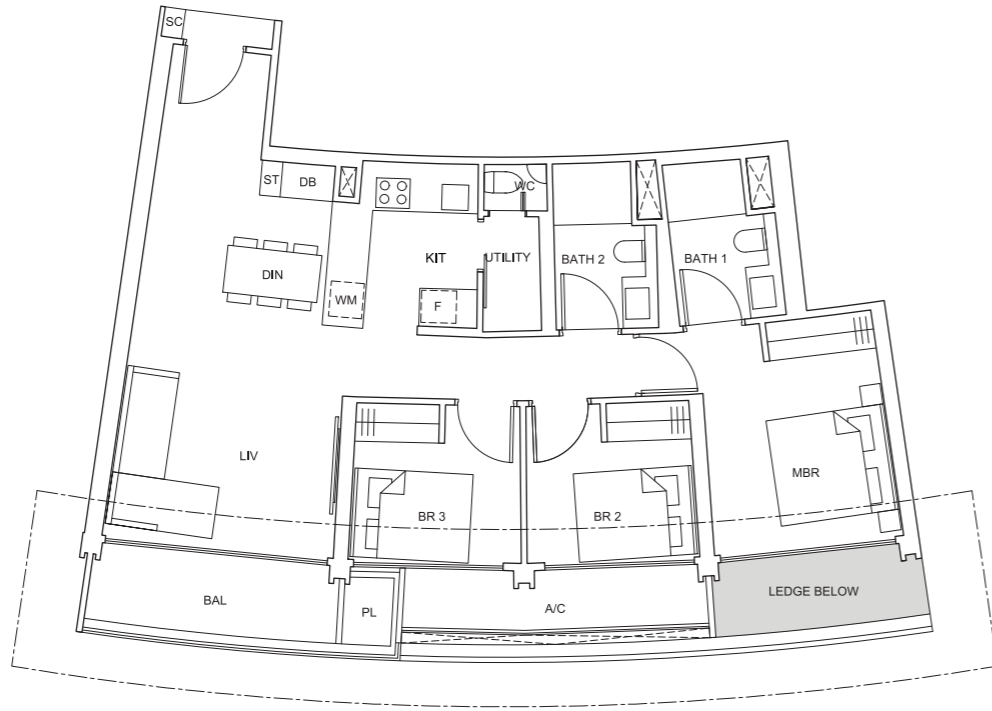 SC
ST
DB
WC
KIT
UTILITY
BATH 2
BATH 1
DIN
WM
F
LIV
MBR
BR 3
BR 2
BAL
PL
A/C
LEDGE BELOW